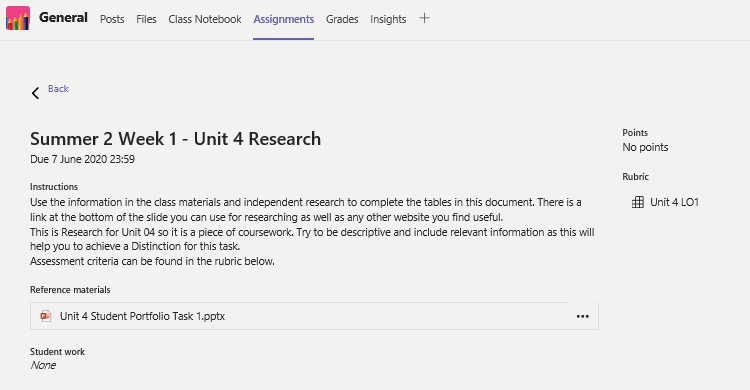 General Posts Files Class Notebook Assignments Grades Insights +
Back
Summer 2 Week 1 - Unit 4 Research
Due 7 June 2020 23:59
Points
No points
Rubric
Unit 4 LO1
Instructions
Use the information in the class materials and independent research to complete the tables in this document. There is a
link at the bottom of the slide you can use for researching as well as any other website you find useful.
This is Research for Unit 04 so it is a piece of coursework. Try to be descriptive and include relevant information as this will
help you to achieve a Distinction for this task.
Assessment criteria can be found in the rubric below.
Reference materials
Unit 4 Student Portfolio Task 1.pptx
Student work
None